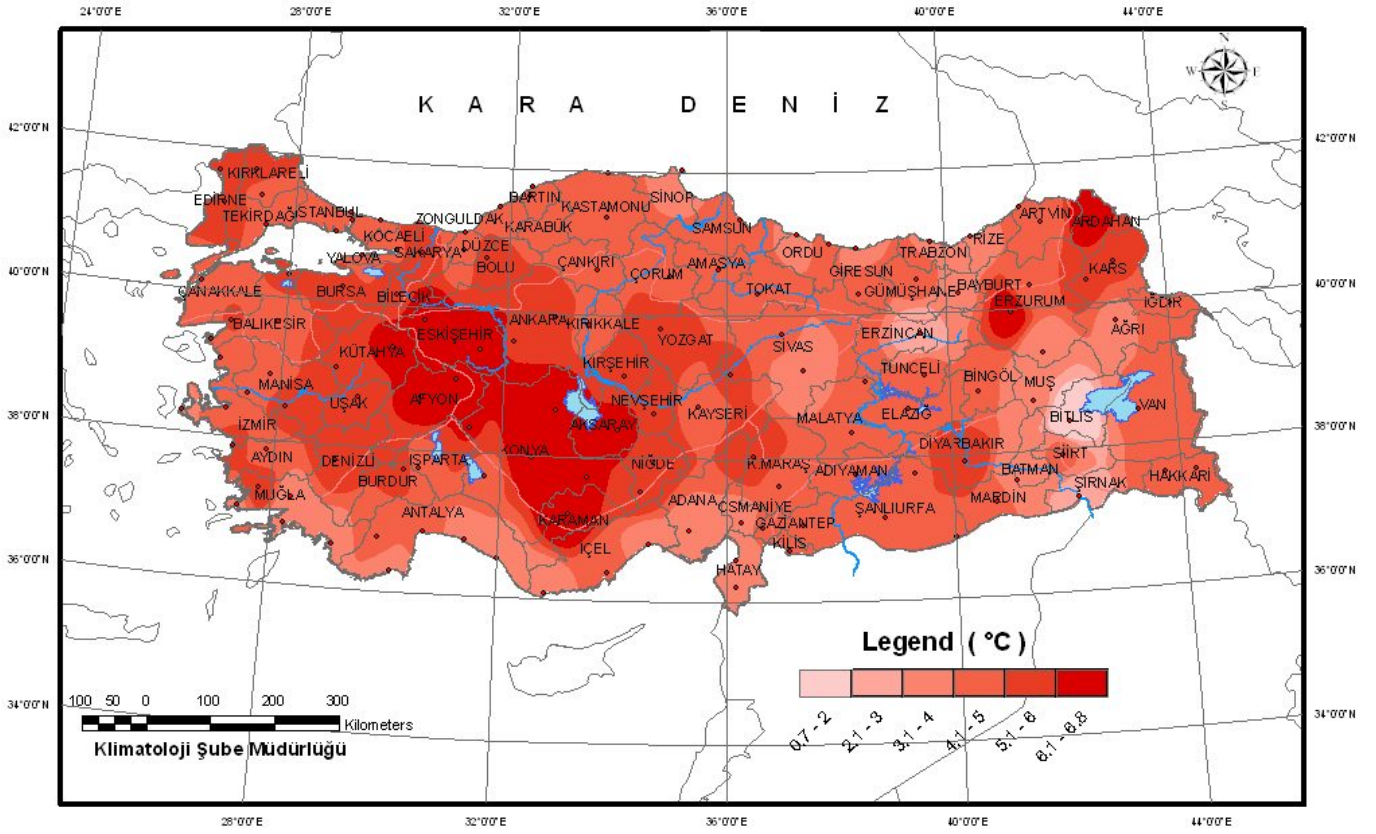 24°0'0"E 28°0'0"E 32°0'0"E 36°0'0"E 40°0'0"E 44°0'0"E
N
W E
S
K A R A D E N İ Z
42°0'0"N 42°0'0"N
KIRKLARELİ
EDİRNE
TEKİRDAĞ İSTANBUL
KOCAELİ
YALOVA
SAKARYA
ZONGULDAK
BARTIN
KARABÜK
DÜZCE
BOLU
KASTAMONU
SİNOP
ÇANKIRI
SAMSUN
AMASYA
ÇORUM
ORDU
TOKAT
GİRESUN
TRABZON
RİZE
ARTVİN
ARDAHAN
KARS
GÜMÜŞHANE
BAYBURT
ERZURUM
IĞDIR
40°0'0"N 40°0'0"N
ÇANAKKALE
BURSA
BİLECİK
BALIKESİR
ESKİŞEHİR
ANKARA
KIRIKKALE
YOZGAT
SİVAS
ERZİNCAN
AĞRI
KÜTAHYA
KIRŞEHİR
TUNCELİ
BİNGÖL
MUŞ
MANİSA
UŞAK
AFYON
NEVŞEHİR
KAYSERİ
MALATYA
ELAZIĞ
BİTLİS
VAN
38°0'0"N 38°0'0"N
İZMİR
AKSARAY
AYDIN
DENİZLİ
ISPARTA
KONYA
NİĞDE
K.MARAŞ
ADIYAMAN
DİYARBAKIR
SİİRT
BATMAN
BURDUR
MUĞLA
ANTALYA
KARAMAN
ADANA
OSMANİYE
GAZİANTEP
ŞANLIURFA
MARDİN
ŞIRNAK
HAKKARİ
İÇEL
KİLİS
HATAY
36°0'0"N 36°0'0"N
Legend ( °C )
0.7 - 2 2.1 - 3 3.1 - 4 4.1 - 5 5.1 - 6 6.1 - 6.8
34°0'0"N 34°0'0"N
100 50 0 100 200 300
Kilometers
Klimatoloji Şube Müdürlüğü
28°0'0"E 32°0'0"E 36°0'0"E 40°0'0"E 44°0'0"E